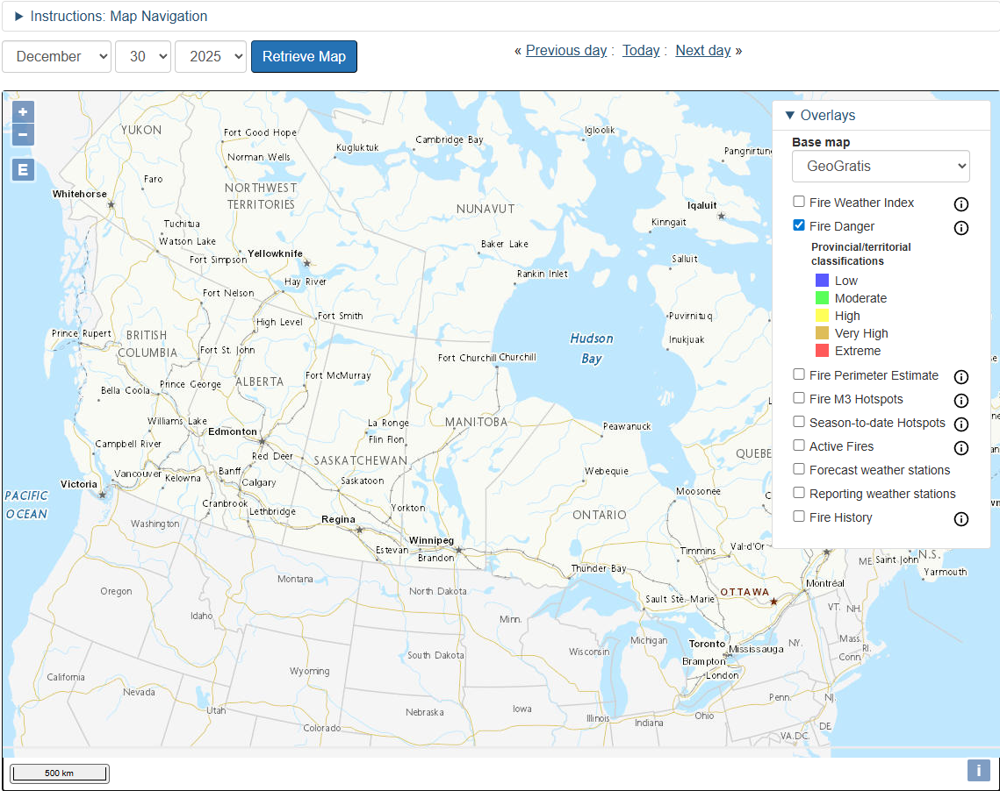 Instructions: Map Navigation
December 30 2025 Retrieve Map « Previous day : Today : Next day »
+
−
E
Overlays
Base map
GeoGratis
Fire Weather Index
Fire Danger
Provincial/territorial
classifications
Low
Moderate
High
Very High
Extreme
Fire Perimeter Estimate
Fire M3 Hotspots
Season-to-date Hotspots
Active Fires
Forecast weather stations
Reporting weather stations
Fire History
YUKON
Fort Good Hope
Cambridge Bay
Igloolik
Kugluktuk
Pangnirtung
Norman Wells
Faro
Whitehorse
NORTHWEST
TERRITORIES
NUNAVUT
Iqaluit
Kinngait
Tuchitua
Watson Lake
Baker Lake
Fort Simpson
Yellowknife
Salluit
Rankin Inlet
Hay River
Fort Nelson
Fort Smith
Puvirnituq
High Level
Prince Rupert
BRITISH
COLUMBIA
Hudson
Bay
Inukjuak
Fort St. John
Fort Churchill
Churchill
Fort McMurray
ALBERTA
Prince George
Bella Coola
Williams Lake
La Ronge
MANITOBA
Peawanuck
Edmonton
Flin Flon
Campbell River
Red Deer
SASKATCHEWAN
QUEBE
Vancouver
Kelowna
Banff
Calgary
Saskatoon
Webequie
Victoria
PACIFIC
OCEAN
Moosonee
Cranbrook
Lethbridge
Yorkton
ONTARIO
Regina
Washington
Winnipeg
Estevan
Brandon
Timmins
Val-d'Or
Thunder Bay
ME
Saint John
N.S.
Yarmouth
Montana
Oregon
North Dakota
Sault Ste. Marie
OTTAWA
Montréal
Idaho
Minn.
VT.
NH.
Michigan
Toronto
Mississauga
NY.
Mass.
RI.
Conn.
Wisconsin
South Dakota
Brampton
London
Wyoming
California
Nevada
Utah
Nebraska
Iowa
Illinois
Indiana
Ohio
Penn.
NJ.
Colorado
DE.
VA.
DC.
500 km
i